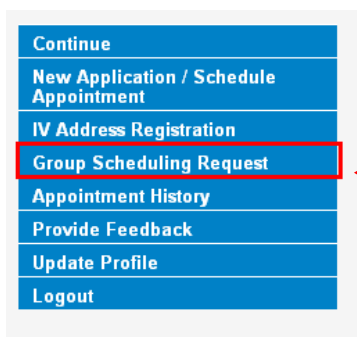 Continue
New Application / Schedule
Appointment
IV Address Registration
Group Scheduling Request
Appointment History
Provide Feedback
Update Profile
Logout